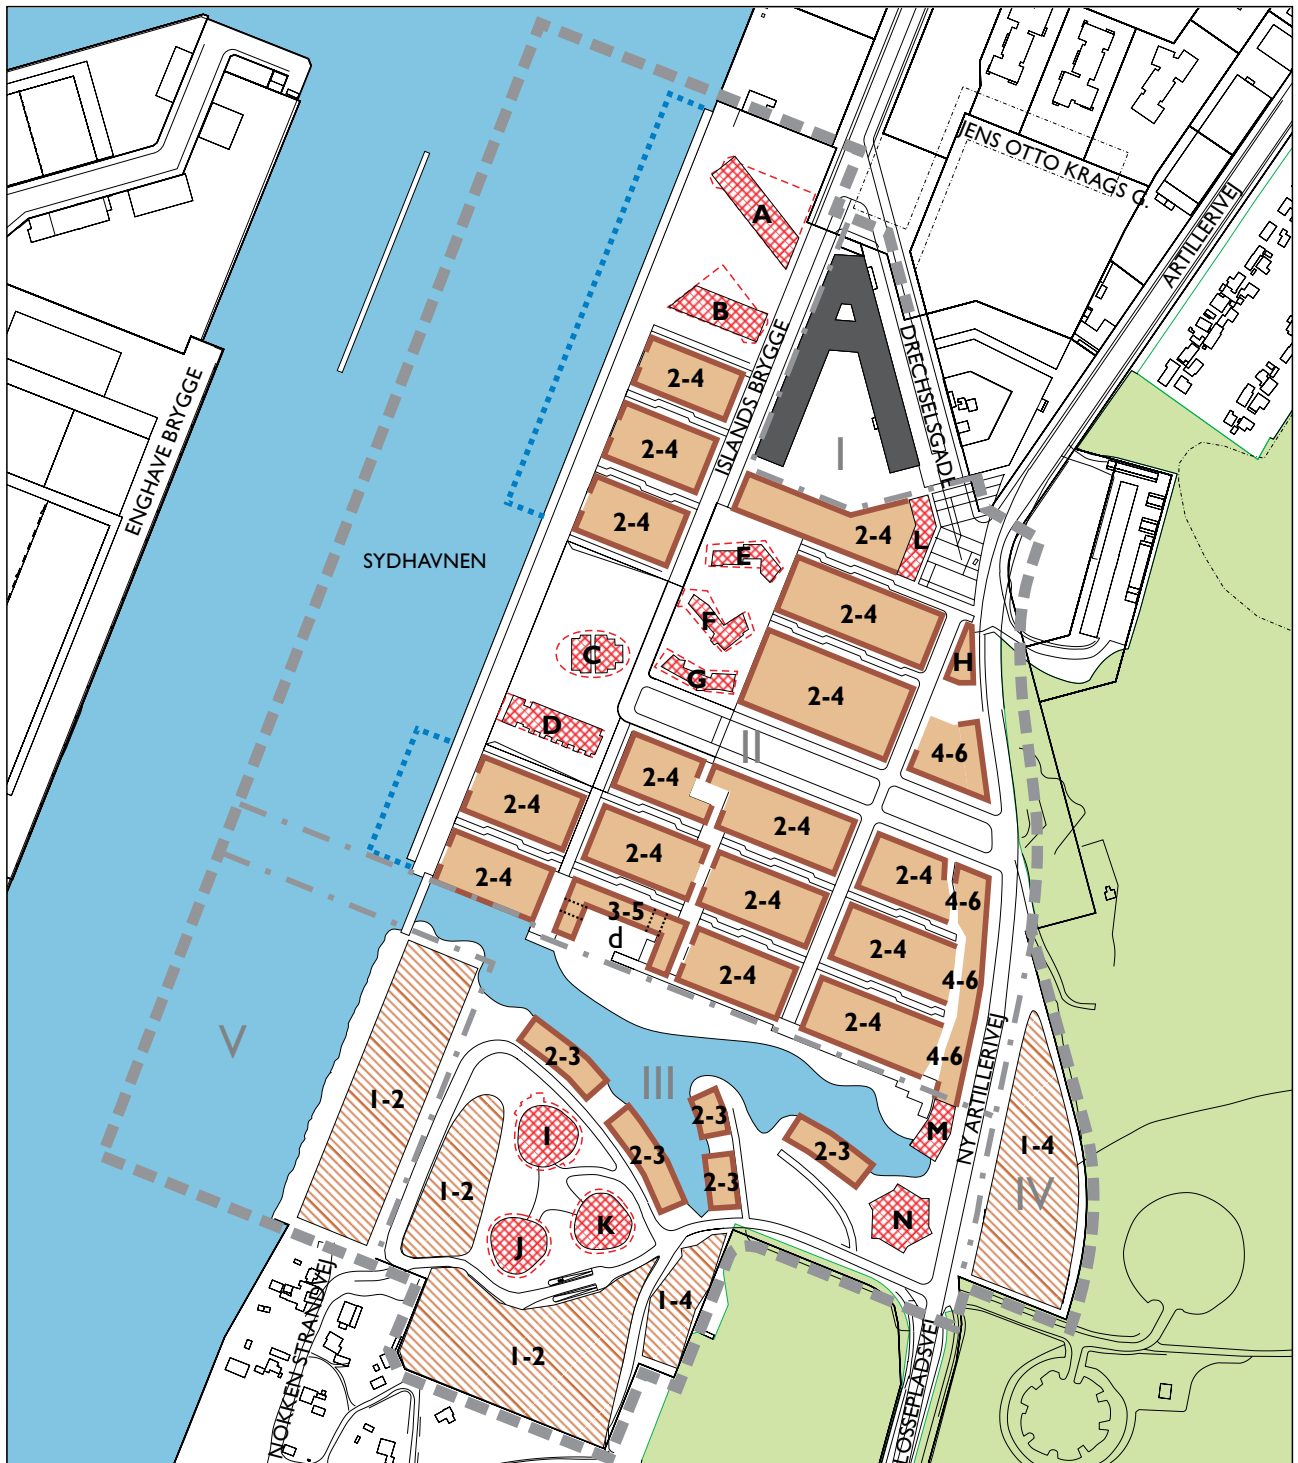 JENS OTTO KRAGS G.
ARTILLERIVEJ
A
B
ISLANDS BRYGGE
DRECHSELSGADE
ENGHAVE BRYGGE
2-4
2-4
I
2-4
2-4
L
SYDHAVNEN
E
2-4
F
C
H
G
2-4
D
II
4-6
2-4
2-4
2-4
2-4
2-4
2-4
4-6
2-4
3-5
2-4
P
2-4
2-4
4-6
2-4
V
III
2-3
4-6
NY ARTILLERIVEJ
1-2
2-3
I
M
2-3
2-3
1-4
1-2
2-3
IV
K
N
J
1-4
1-2
NOKKEN STRANDVEJ
LOSSEPLADSVEJ